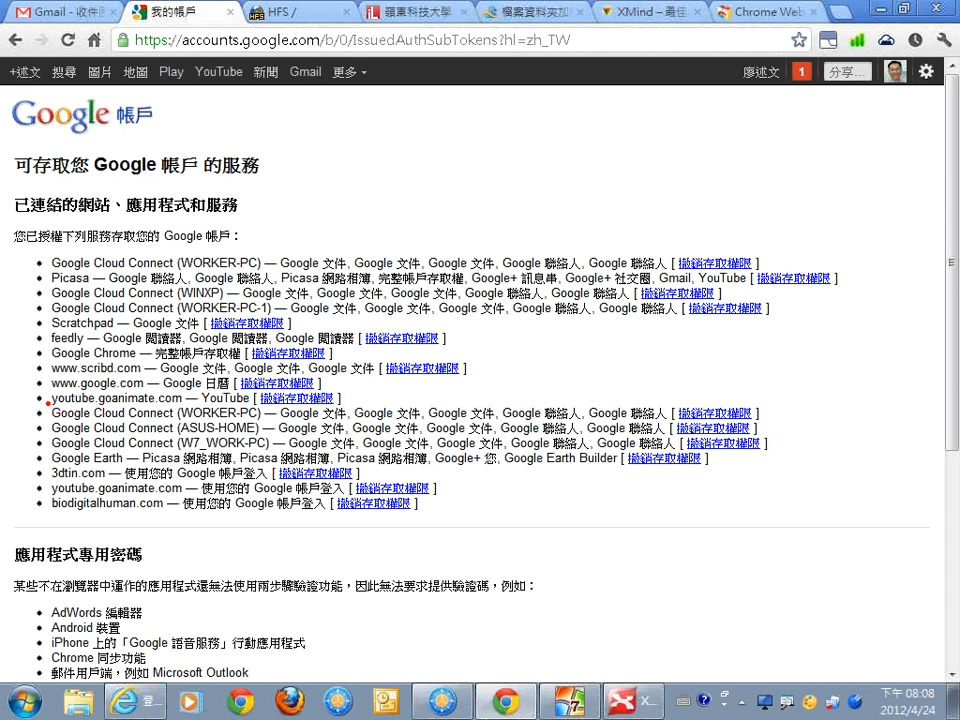 Gmail - 收件
我的帳戶
HFS /
嶺東科技大學
檔案資料夾加
XMind – 最佳
Chrome Web
https://accounts.google.com/b/0/IssuedAuthSubTokens?hl=zh_TW
+述文 搜尋 圖片 地圖 Play YouTube 新聞 Gmail 更多
廖述文 1 分享...
Google 帳戶
可存取您 Google 帳戶 的服務
已連結的網站、應用程式和服務
您已授權下列服務存取您的 Google 帳戶：
Google Cloud Connect (WORKER-PC) — Google 文件, Google 文件, Google 文件, Google 聯絡人, Google 聯絡人 [ 撤銷存取權限 ]
Picasa — Google 聯絡人, Google 聯絡人, Picasa 網路相簿, 完整帳戶存取權, Google+ 訊息串, Google+ 社交圈, Gmail, YouTube [ 撤銷存取權限 ]
Google Cloud Connect (WINXP) — Google 文件, Google 文件, Google 文件, Google 聯絡人, Google 聯絡人 [ 撤銷存取權限 ]
Google Cloud Connect (WORKER-PC-1) — Google 文件, Google 文件, Google 文件, Google 聯絡人, Google 聯絡人 [ 撤銷存取權限 ]
Scratchpad — Google 文件 [ 撤銷存取權限 ]
feedly — Google 閱讀器, Google 閱讀器, Google 閱讀器 [ 撤銷存取權限 ]
Google Chrome — 完整帳戶存取權 [ 撤銷存取權限 ]
www.scribd.com — Google 文件, Google 文件, Google 文件 [ 撤銷存取權限 ]
www.google.com — Google 日曆 [ 撤銷存取權限 ]
youtube.goanimate.com — YouTube [ 撤銷存取權限 ]
Google Cloud Connect (WORKER-PC) — Google 文件, Google 文件, Google 文件, Google 聯絡人, Google 聯絡人 [ 撤銷存取權限 ]
Google Cloud Connect (ASUS-HOME) — Google 文件, Google 文件, Google 文件, Google 聯絡人, Google 聯絡人 [ 撤銷存取權限 ]
Google Cloud Connect (W7_WORK-PC) — Google 文件, Google 文件, Google 文件, Google 聯絡人, Google 聯絡人 [ 撤銷存取權限 ]
Google Earth — Picasa 網路相簿, Picasa 網路相簿, Picasa 網路相簿, Google+ 您, Google Earth Builder [ 撤銷存取權限 ]
3dtin.com — 使用您的 Google 帳戶登入 [ 撤銷存取權限 ]
youtube.goanimate.com — 使用您的 Google 帳戶登入 [ 撤銷存取權限 ]
biodigitalhuman.com — 使用您的 Google 帳戶登入 [ 撤銷存取權限 ]
應用程式專用密碼
某些不在瀏覽器中運作的應用程式還無法使用兩步驟驗證功能，因此無法要求提供驗證碼，例如：
AdWords 編輯器
Android 裝置
iPhone 上的「Google 語音服務」行動應用程式
Chrome 同步功能
郵件用戶端，例如 Microsoft Outlook
登...
X...
下午 08:08
2012/4/24